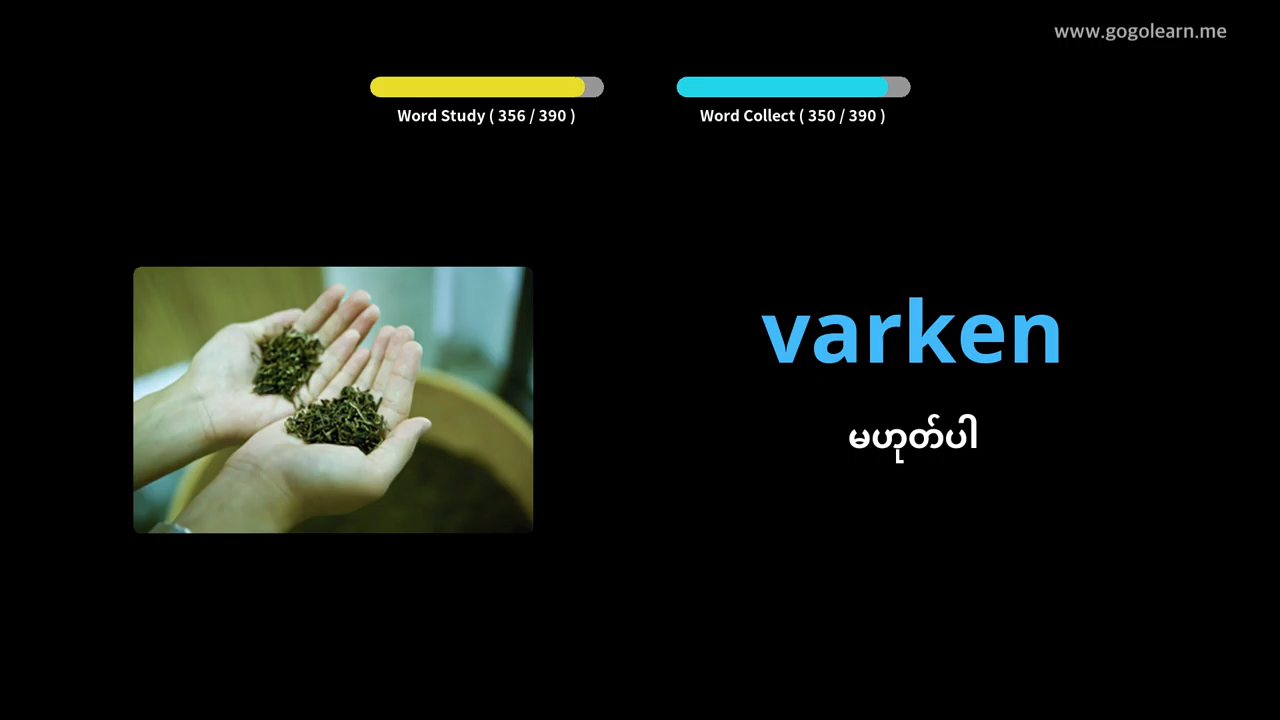 www.gogolearn.me
Word Study ( 356 / 390 )
Word Collect ( 350 / 390 )
varken
မဟုတ်ပါ